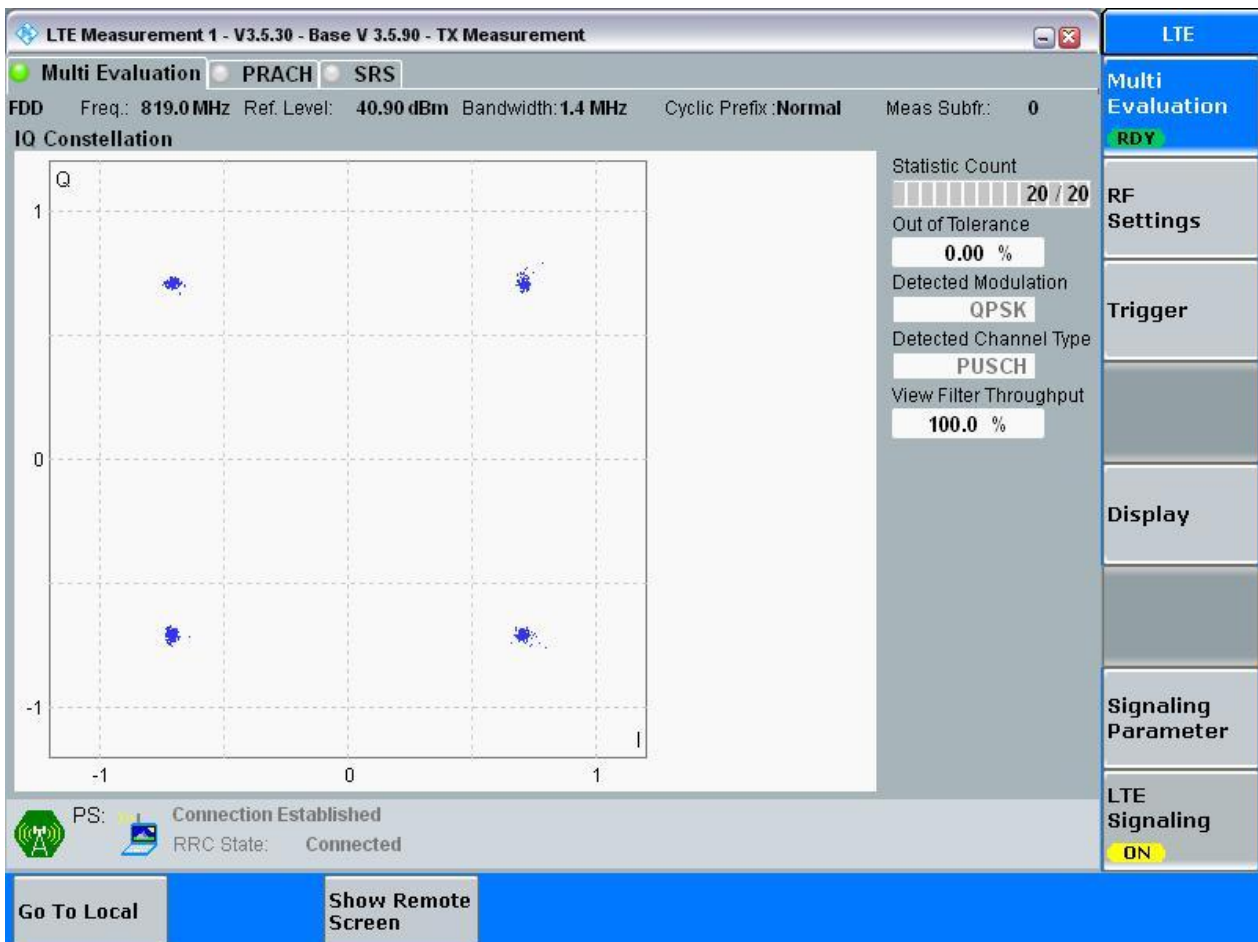 LTE Measurement 1 - V3.5.30 - Base V 3.5.90 - TX Measurement
LTE
Multi Evaluation PRACH SRS
Multi
Evaluation
RDY
FDD Freq.: 819.0 MHz Ref. Level: 40.90 dBm Bandwidth: 1.4 MHz Cyclic Prefix :Normal Meas Subfr.: 0
IQ Constellation
Q
1
0
-1
I
-1 0 1
Statistic Count
20 / 20
Out of Tolerance
0.00 %
Detected Modulation
QPSK
Detected Channel Type
PUSCH
View Filter Throughput
100.0 %
RF
Settings
Trigger
Display
Signaling
Parameter
LTE
Signaling
ON
PS: Connection Established
RRC State: Connected
Go To Local
Show Remote
Screen